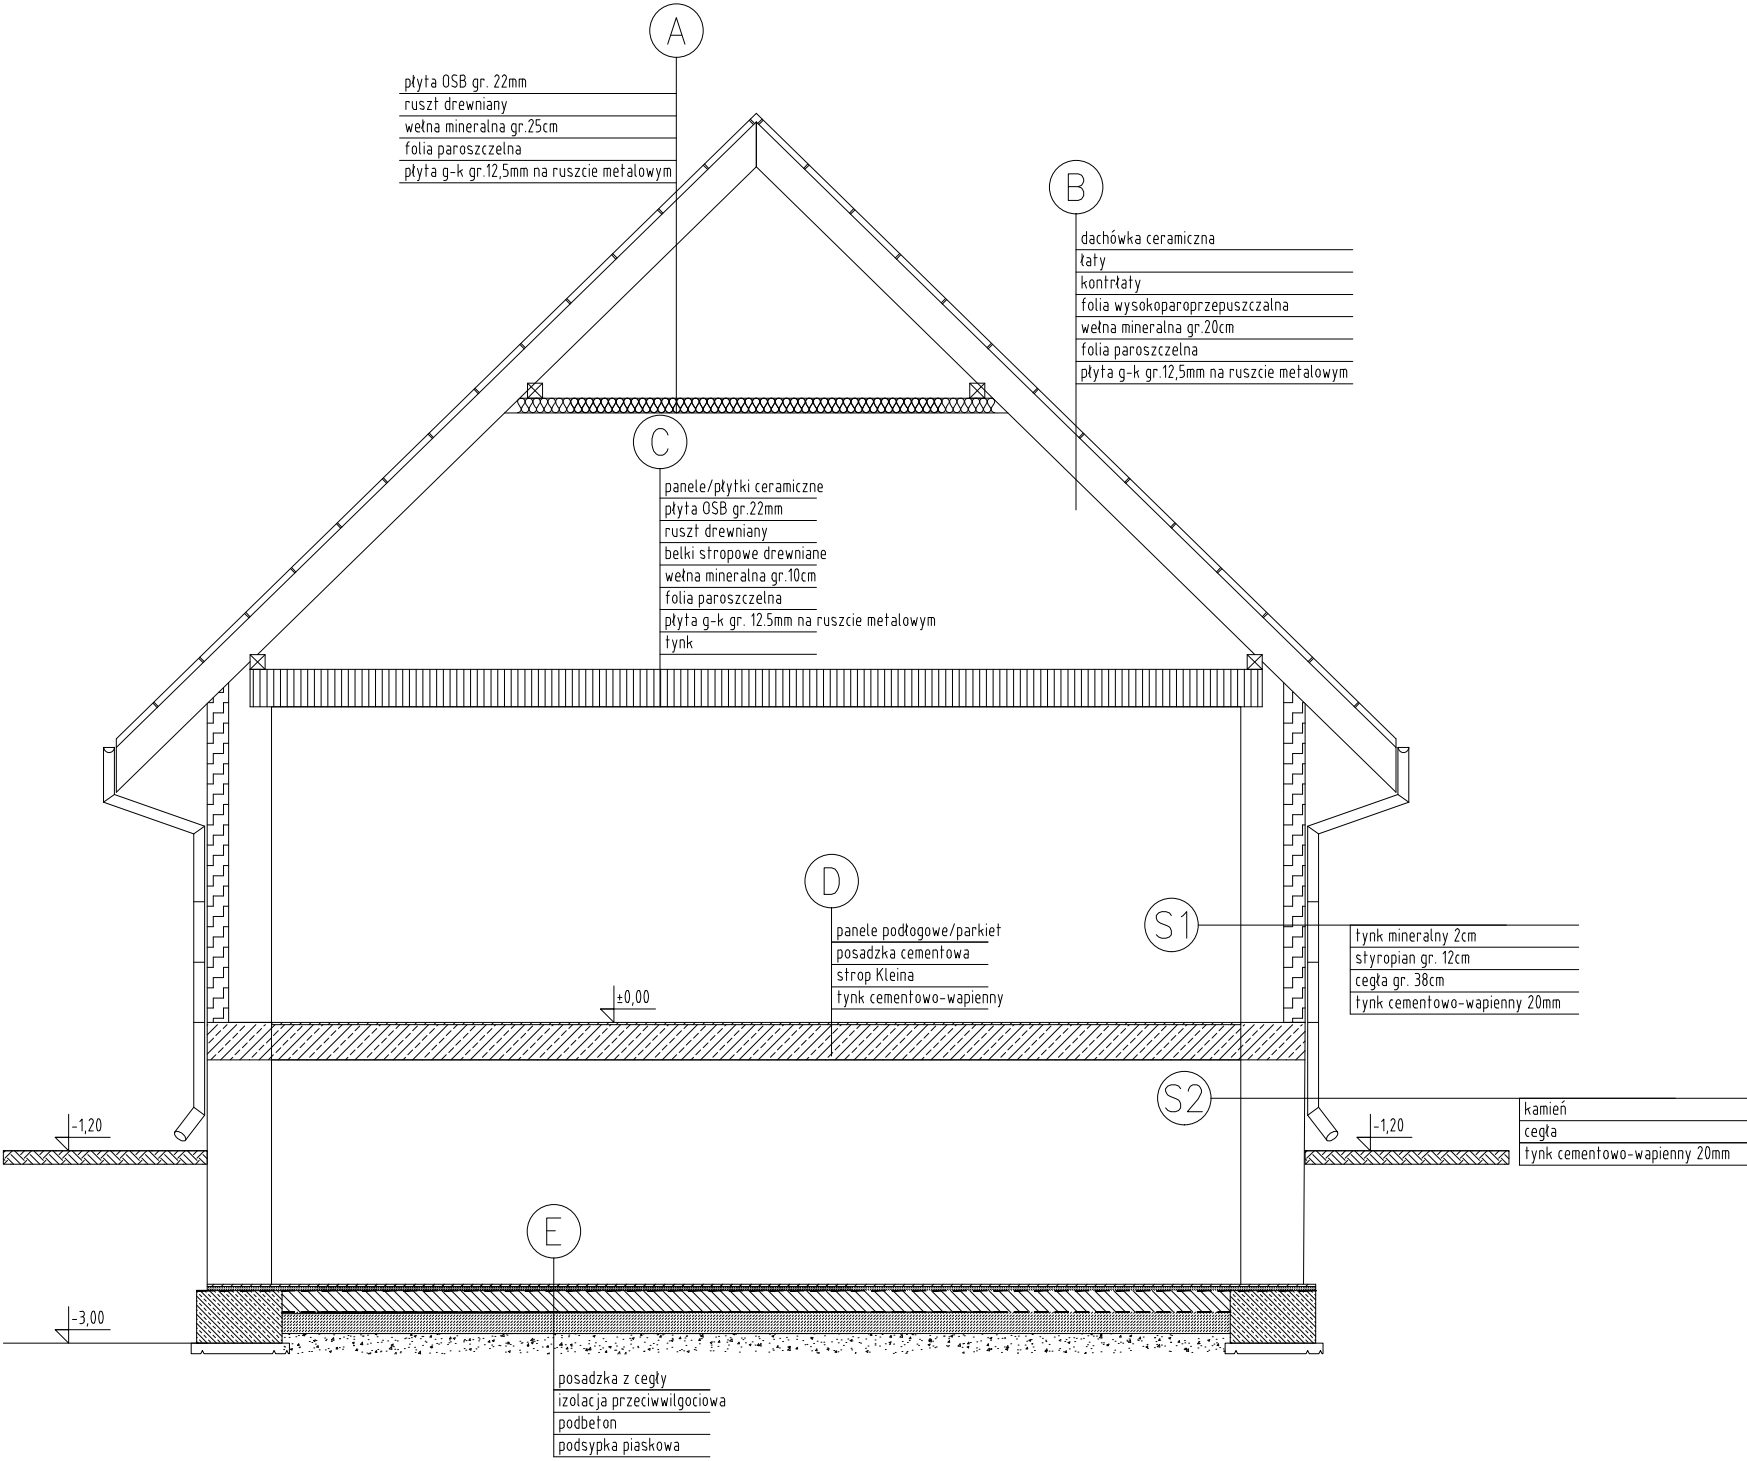 A
płyta OSB gr. 22mm
ruszt drewniany
wełna mineralna gr.25cm
folia paroszczelna
płyta g-k gr.12,5mm na ruszcie metalowym
B
dachówka ceramiczna
łaty
kontrłaty
folia wysokoparoprzepuszczalna
wełna mineralna gr.20cm
folia paroszczelna
płyta g-k gr.12,5mm na ruszcie metalowym
C
panele/płytki ceramiczne
płyta OSB gr.22mm
ruszt drewniany
belki stropowe drewniane
wełna mineralna gr.10cm
folia paroszczelna
płyta g-k gr. 12.5mm na ruszcie metalowym
tynk
D
panele podłogowe/parkiet
posadzka cementowa
strop Kleina
tynk cementowo-wapienny
S1
tynk mineralny 2cm
styropian gr. 12cm
cegła gr. 38cm
tynk cementowo-wapienny 20mm
±0,00
S2
kamień
cegła
tynk cementowo-wapienny 20mm
-1,20
-1,20
E
posadzka z cegły
izolacja przeciwwilgociowa
podbeton
podsypka piaskowa
-3,00